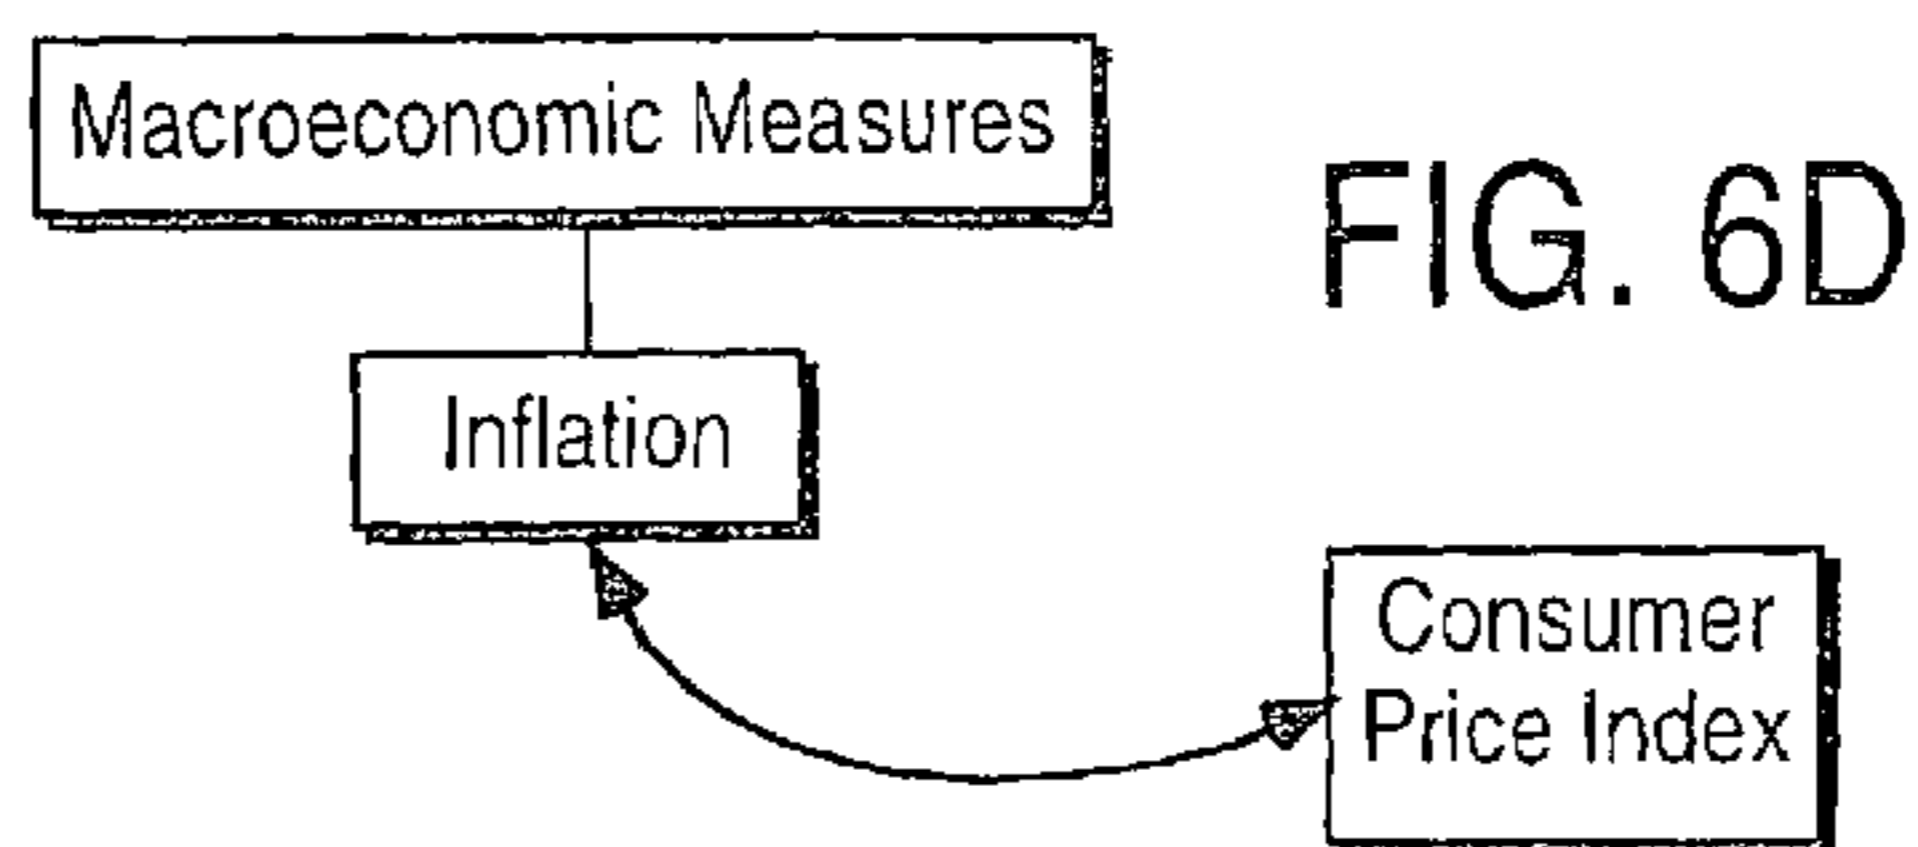 Macroeconomic Measures
FIG. 6D
Inflation
Consumer
Price Index